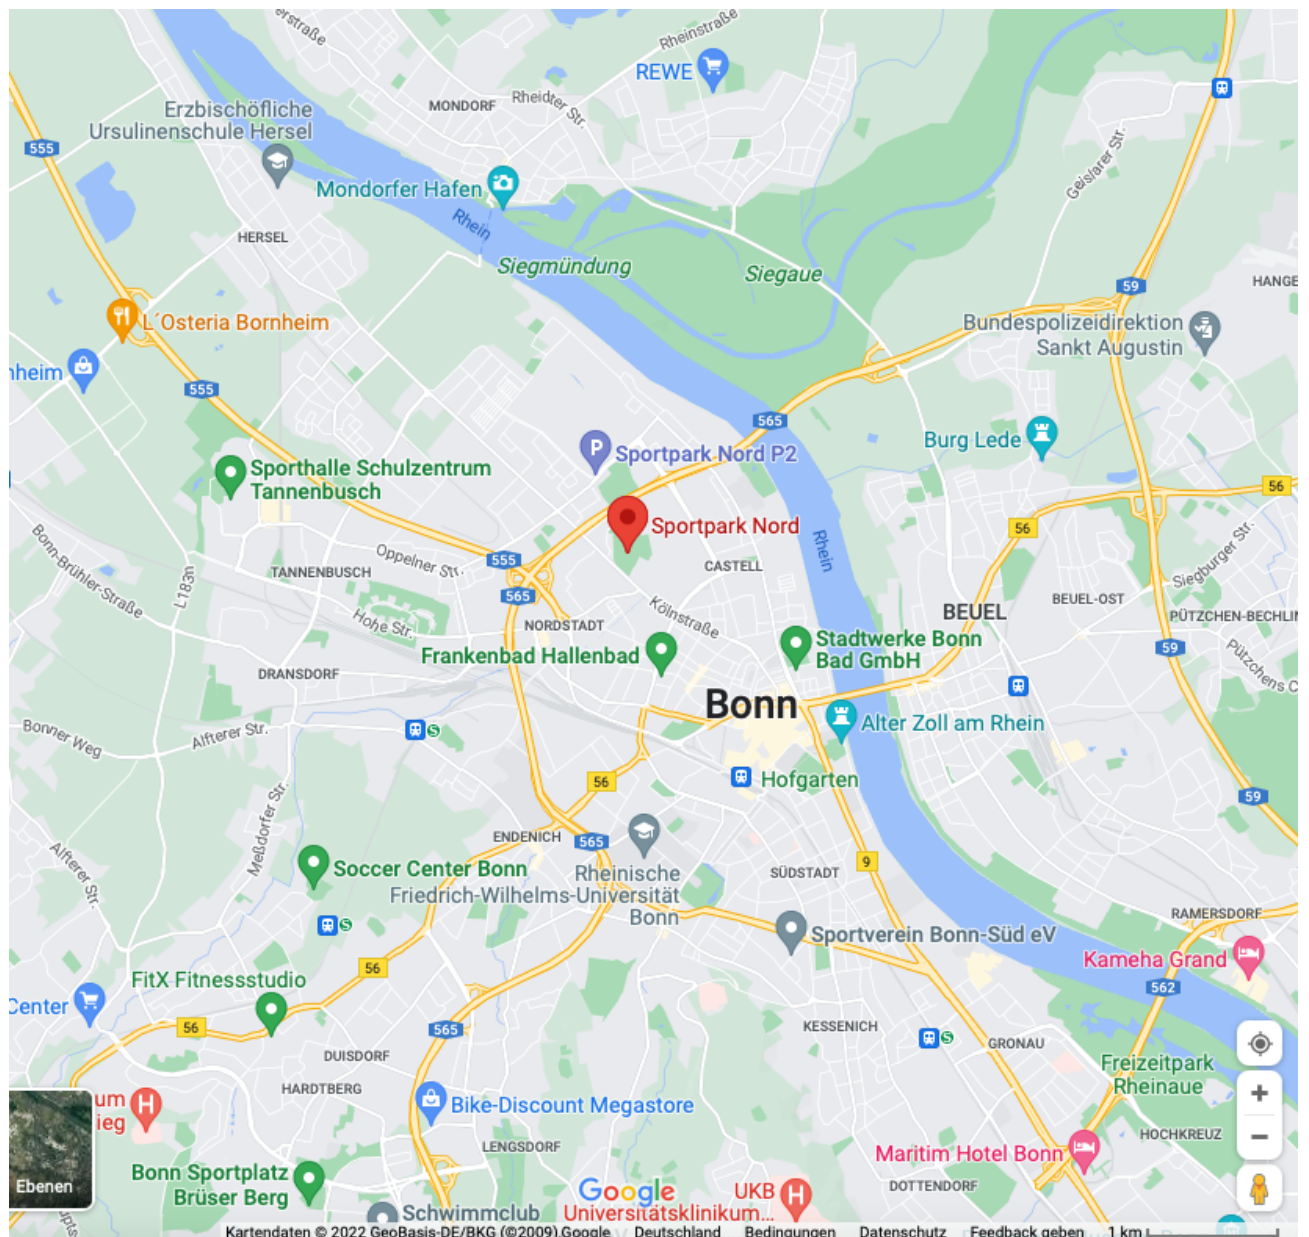 erstraße
Rheinstraße
REWE
MONDORF
Rheidter Str.
Erzbischöfliche
Ursulinenschule Hersel
555
Geislarer Str.
Mondorfer Hafen
Rhein
HERSEL
Siegmündung
Siegaue
HANGE
59
L´Osteria Bornheim
Bundespolizeidirektion
Sankt Augustin
nheim
555
565
Burg Lede
P
Sportpark Nord P2
Sporthalle Schulzentrum
Tannenbusch
56
Sportpark Nord
56
Rhein
Bonn-Brühler-Straße
Oppelner Str.
555
CASTELL
TANNENBUSCH
L183n
565
Siegburger Str.
BEUEL-OST
BEUEL
PÜTZCHEN-BECHLIN
Kölnstraße
Hohe Str.
NORDSTADT
Stadtwerke Bonn
Bad GmbH
Frankenbad Hallenbad
59
Pützchens C
DRANSDORF
Bonn
Bonner Weg
Alfterer Str.
S
Alter Zoll am Rhein
Hofgarten
56
59
Meßdorfer Str.
ENDENICH
565
9
Alfterer Str.
Soccer Center Bonn
Rheinische
Friedrich-Wilhelms-Universität
Bonn
SÜDSTADT
RAMERSDORF
S
Sportverein Bonn-Süd eV
Kameha Grand
56
FitX Fitnessstudio
562
Center
56
565
KESSENICH
S
GRONAU
DUISDORF
Freizeitpark
Rheinaue
HARDTBERG
um
ieg
H
Bike-Discount Megastore
HOCHKREUZ
LENGSDORF
Maritim Hotel Bonn
Bonn Sportplatz
Brüser Berg
Ebenen
DOTTENDORF
Google
UKB
Universitätsklinikum...
H
Schwimmclub
Kartendaten © 2022 GeoBasis-DE/BKG (©2009),Google Deutschland Bedingungen Datenschutz Feedback geben 1 km